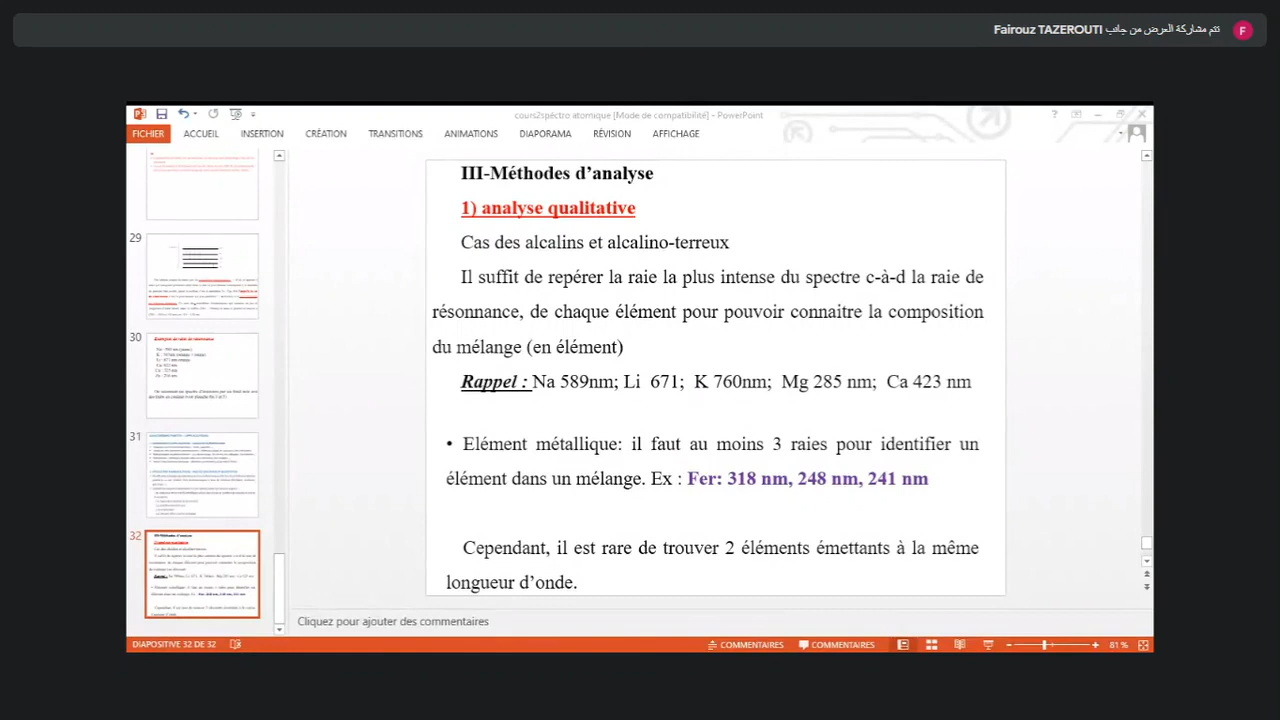 تتم مشاركة العرض من جانب Fairouz TAZEROUTI
F
cours2spéctro atomique [Mode de compatibilité] - PowerPoint
FICHIER ACCUEIL INSERTION CRÉATION TRANSITIONS ANIMATIONS DIAPORAMA RÉVISION AFFICHAGE
29
30
31
32
III-Méthodes d’analyse
1) analyse qualitative
Cas des alcalins et alcalino-terreux
Il suffit de repérer la raie la plus intense du spectre c-a-d la raie de
résonnance, de chaque élément pour pouvoir connaitre la composition
du mélange (en élément)
Rappel : Na 589nm; Li 671; K 760nm; Mg 285 nm; Ca 423 nm
• Elément métallique il faut au moins 3 raies pour identifier un
élément dans un mélange. Ex : Fer: 318 nm, 248 nm, 241 nm
Cependant, il est rare de trouver 2 éléments émettants à la même
longueur d’onde.
Cliquez pour ajouter des commentaires
DIAPOSITIVE 32 DE 32 COMMENTAIRES COMMENTAIRES 81 %